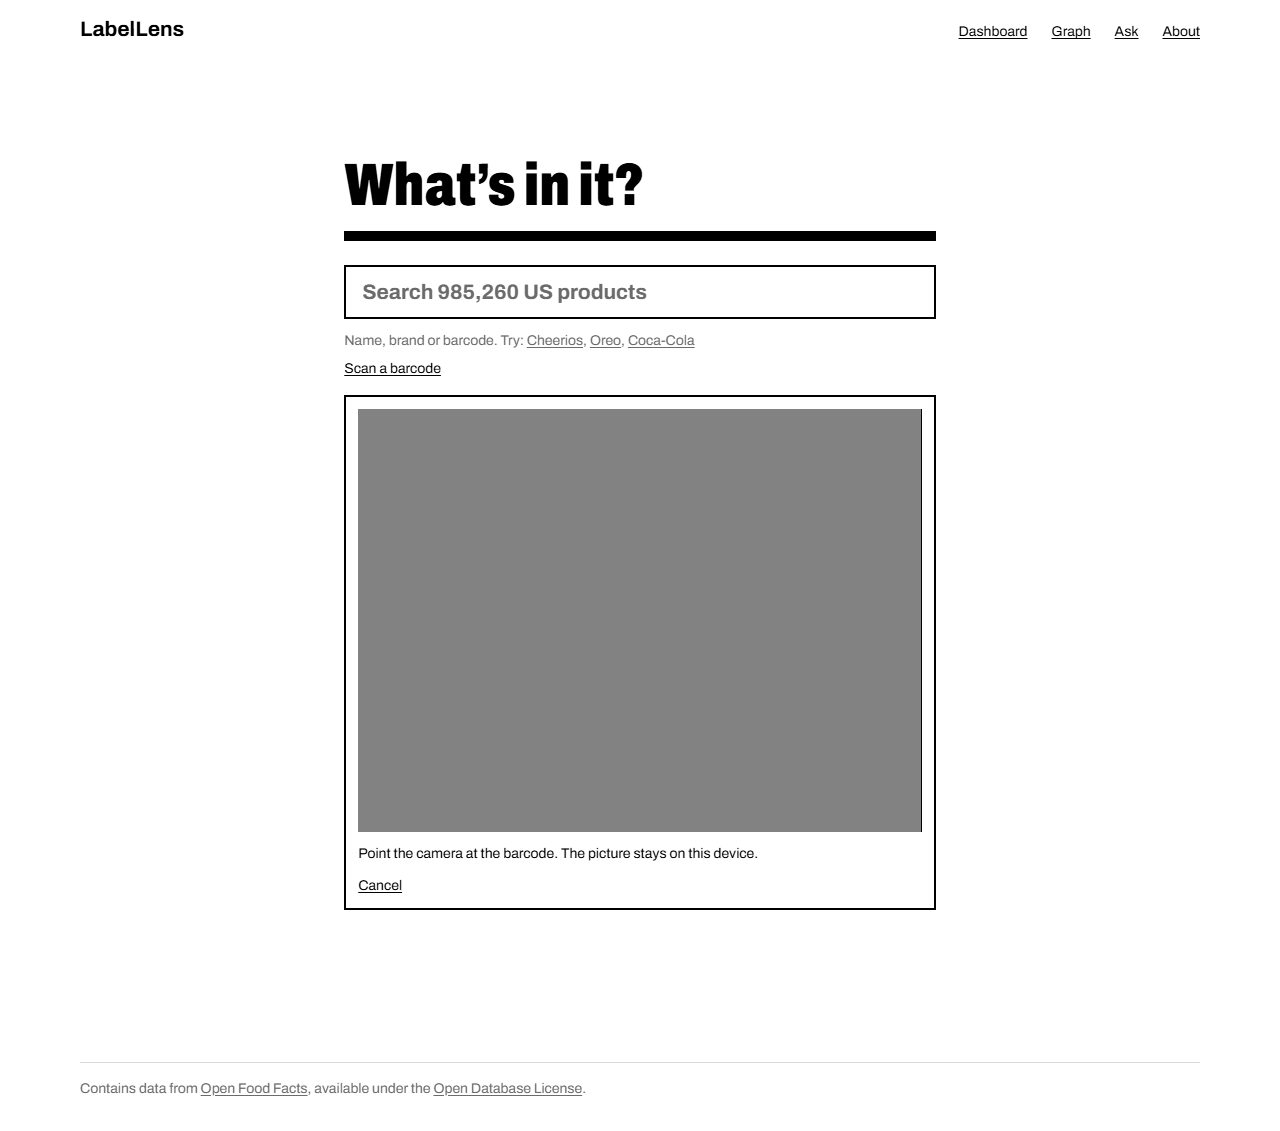 LabelLens
Dashboard Graph Ask About
What’s in it?
Search 985,260 US products
Name, brand or barcode. Try: Cheerios, Oreo, Coca-Cola
Scan a barcode
Point the camera at the barcode. The picture stays on this device.
Cancel
Contains data from Open Food Facts, available under the Open Database License.